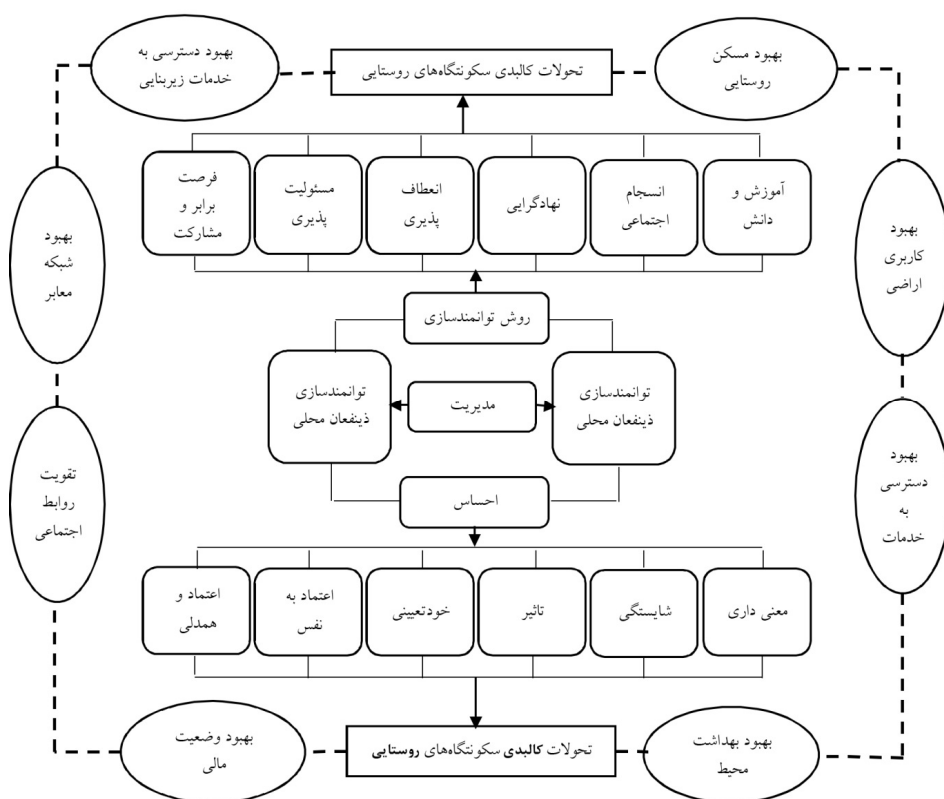 بهبود مسکن
روستایی
تحولات کالبدی سکونتگاه‌های روستایی
بهبود دسترسی به
خدمات زیربنایی
آموزش و
دانش
انسجام
اجتماعی
نهادگرایی
انعطاف
پذیری
مسئولیت
پذیری
فرصت
برابر و
مشارکت
بهبود
کاربری
اراضی
بهبود
شبکه
معابر
روش توانمندسازی
توانمندسازی
ذینفعان محلی
مدیریت
توانمندسازی
ذینفعان محلی
احساس
بهبود
دسترسی
به
خدمات
تقویت
روابط
اجتماعی
معنی داری
شایستگی
تاثیر
خودتعیینی
اعتماد به
نفس
اعتماد و
همدلی
بهبود بهداشت
محیط
تحولات کالبدی سکونتگاه‌های روستایی
بهبود وضعیت
مالی